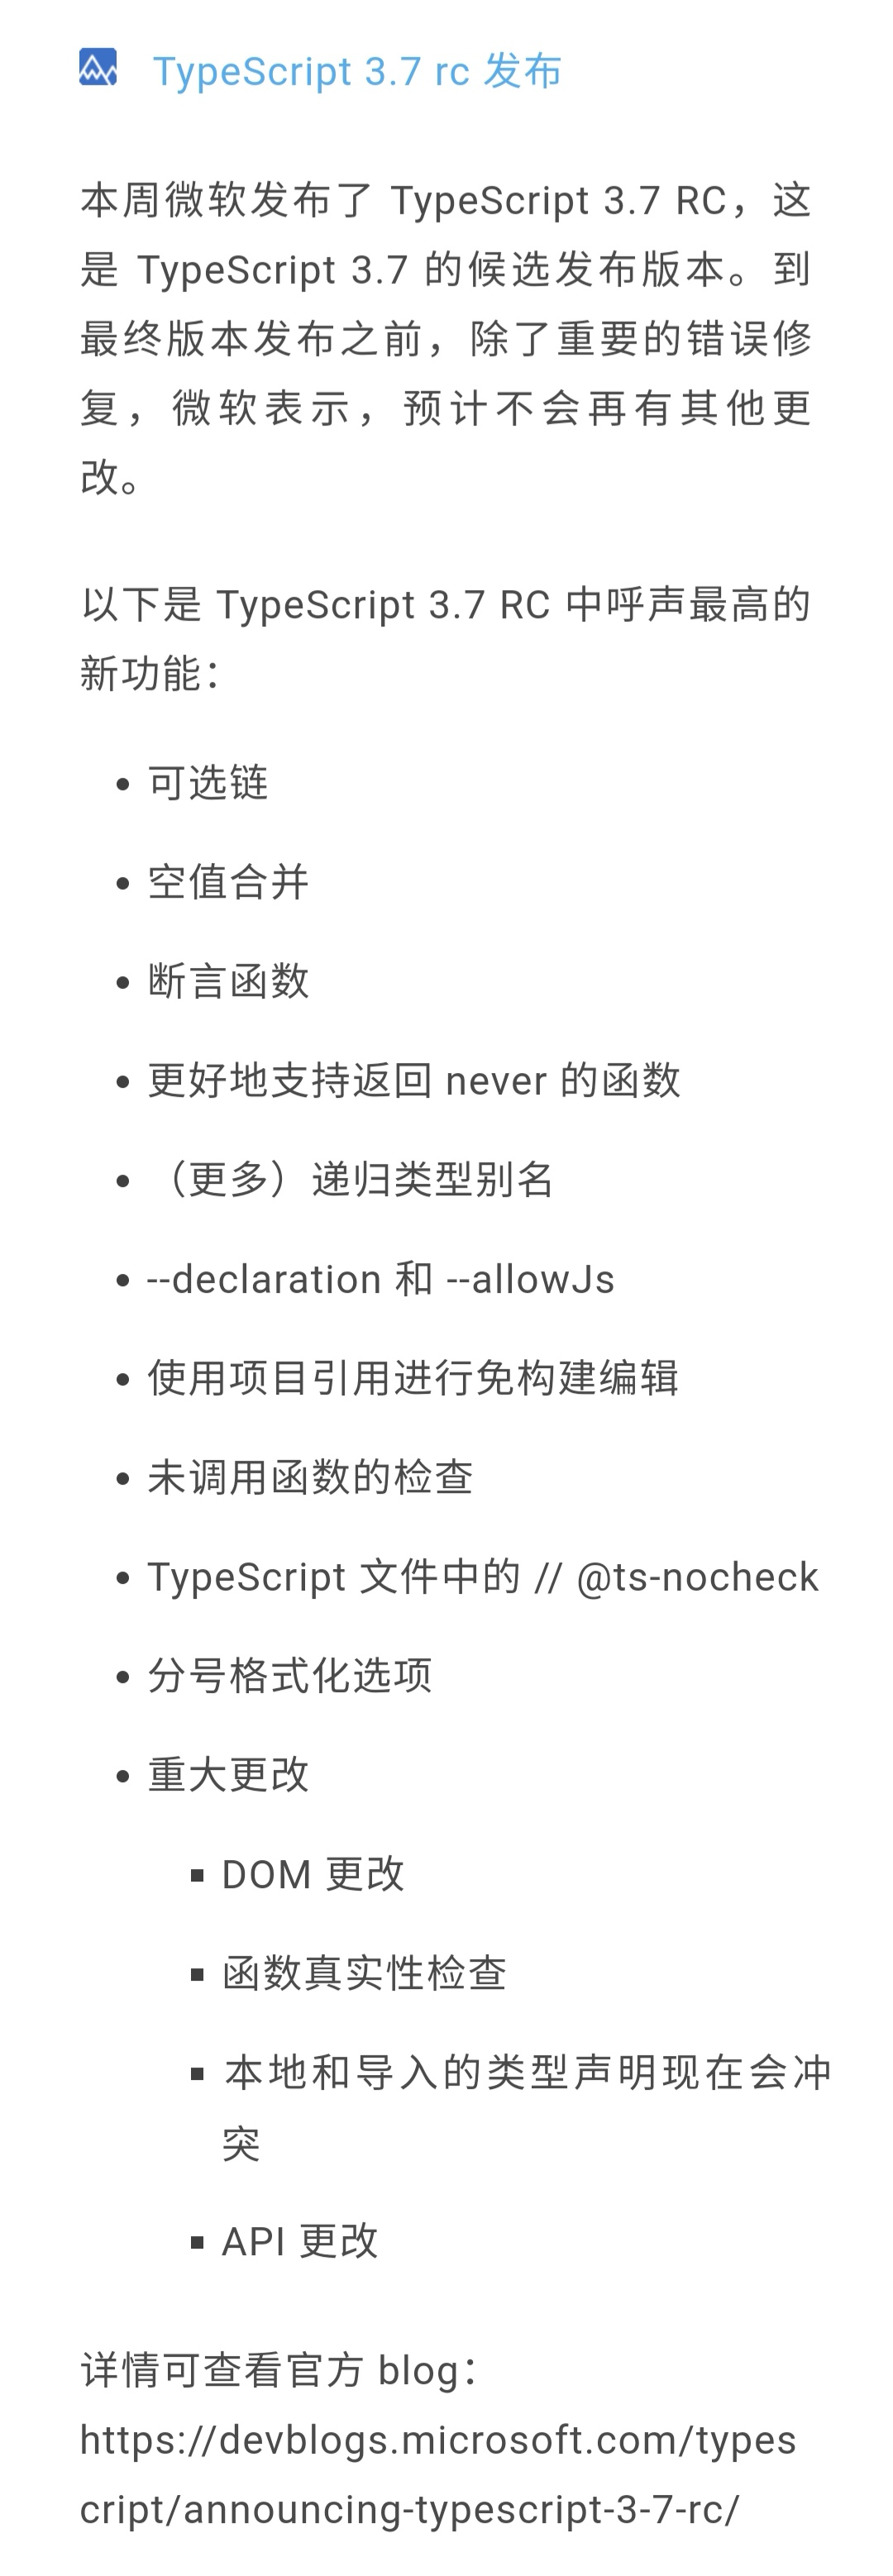 TypeScript 3.7 rc 发布
本周微软发布了 TypeScript 3.7 RC，这
是 TypeScript 3.7 的候选发布版本。到
最终版本发布之前，除了重要的错误修
复，微软表示，预计不会再有其他更
改。
以下是 TypeScript 3.7 RC 中呼声最高的
新功能：
• 可选链
• 空值合并
• 断言函数
• 更好地支持返回 never 的函数
• （更多）递归类型别名
• --declaration 和 --allowJs
• 使用项目引用进行免构建编辑
• 未调用函数的检查
• TypeScript 文件中的 // @ts-nocheck
• 分号格式化选项
• 重大更改
▪ DOM 更改
▪ 函数真实性检查
▪ 本地和导入的类型声明现在会冲
突
▪ API 更改
详情可查看官方 blog：
https://devblogs.microsoft.com/types
cript/announcing-typescript-3-7-rc/